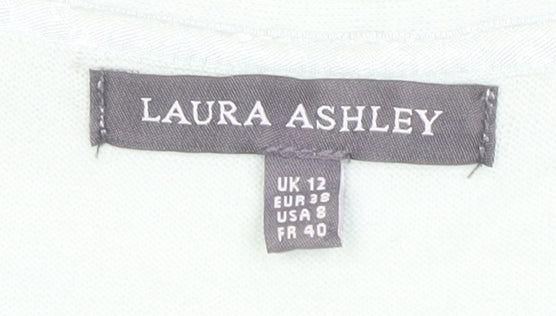 LAURA ASHLEY
UK 12
EUR 38
USA 8
FR 40